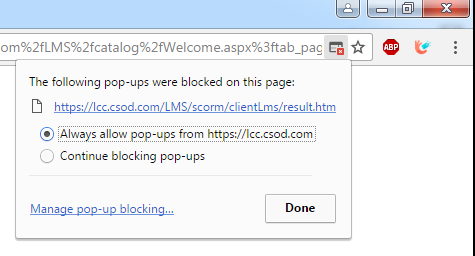 om%2fLMS%2fcatalog%2fWelcome.aspx%3ftab_pag
ABP
The following pop-ups were blocked on this page:
https://lcc.csod.com/LMS/scorm/clientLms/result.htm
Always allow pop-ups from https://lcc.csod.com
Continue blocking pop-ups
Manage pop-up blocking...
Done